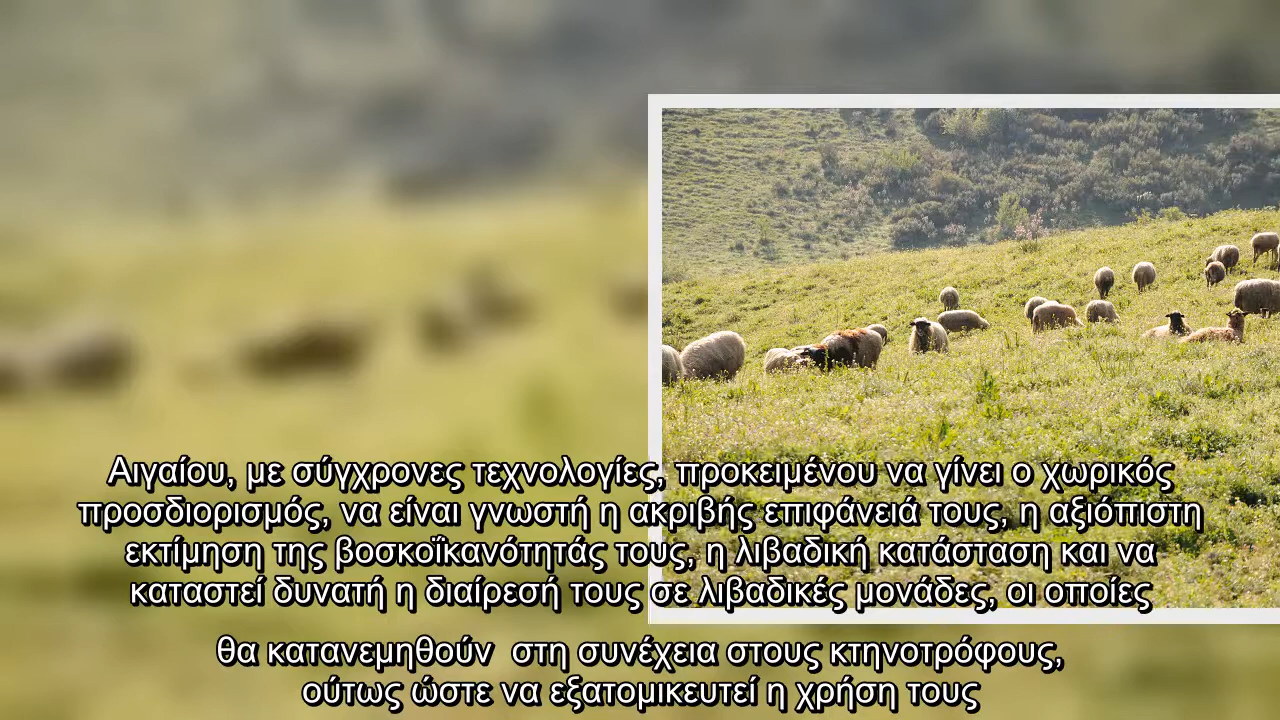 Αιγαίου, με σύγχρονες τεχνολογίες, προκειμένου να γίνει ο χωρικός
προσδιορισμός, να είναι γνωστή η ακριβής επιφάνειά τους, η αξιόπιστη
εκτίμηση της βοσκοϊκανότητάς τους, η λιβαδική κατάσταση και να
καταστεί δυνατή η διαίρεσή τους σε λιβαδικές μονάδες, οι οποίες
θα κατανεμηθούν στη συνέχεια στους κτηνοτρόφους,
ούτως ώστε να εξατομικευτεί η χρήση τους